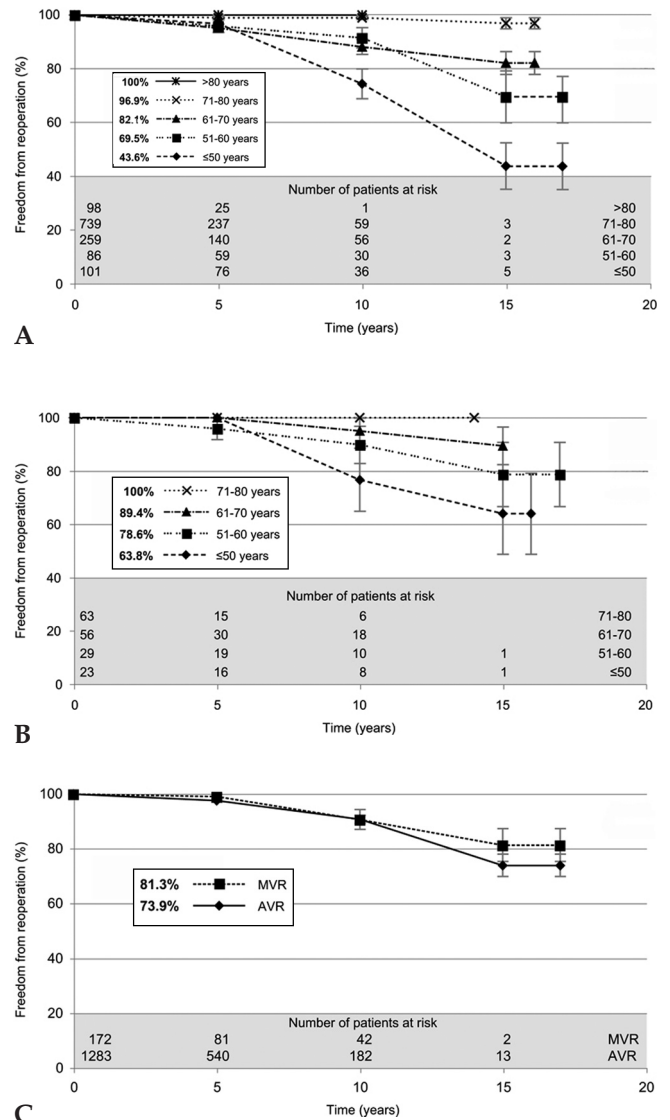 100
80
60
40
20
0
Freedom from reoperation (%)
100% >80 years
96.9% 71-80 years
82.1% 61-70 years
69.5% 51-60 years
43.6% ≤50 years
Number of patients at risk
98 25 1 >80
739 237 59 3 71-80
259 140 56 2 61-70
86 59 30 3 51-60
101 76 36 5 ≤50
0 5 10 15 20
Time (years)
A
100
80
60
40
20
0
Freedom from reoperation (%)
100% 71-80 years
89.4% 61-70 years
78.6% 51-60 years
63.8% ≤50 years
Number of patients at risk
63 15 6 71-80
56 30 18 61-70
29 19 10 1 51-60
23 16 8 1 ≤50
0 5 10 15 20
Time (years)
B
100
80
60
40
20
0
Freedom from reoperation (%)
81.3% MVR
73.9% AVR
Number of patients at risk
172 81 42 2 MVR
1283 540 182 13 AVR
0 5 10 15 20
Time (years)
C